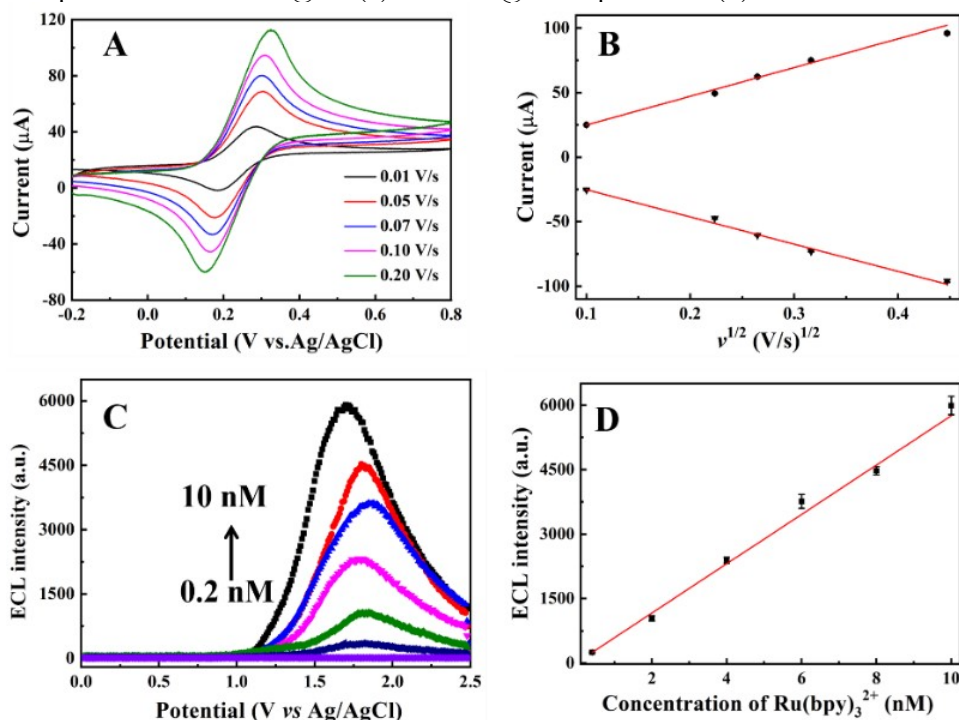 A
120
80
40
0
-40
-80
Current (μA)
0.01 V/s
0.05 V/s
0.07 V/s
0.10 V/s
0.20 V/s
-0.2 0.0 0.2 0.4 0.6 0.8
Potential (V vs.Ag/AgCl)
B
100
50
0
-50
-100
Current (μA)
0.1 0.2 0.3 0.4
v^1/2 (V/s)^1/2
C
6000
4500
3000
1500
0
ECL intensity (a.u.)
10 nM
0.2 nM
0.0 0.5 1.0 1.5 2.0 2.5
Potential (V vs Ag/AgCl)
D
6000
4500
3000
1500
0
ECL intensity (a.u.)
2 4 6 8 10
Concentration of Ru(bpy)₃²⁺ (nM)